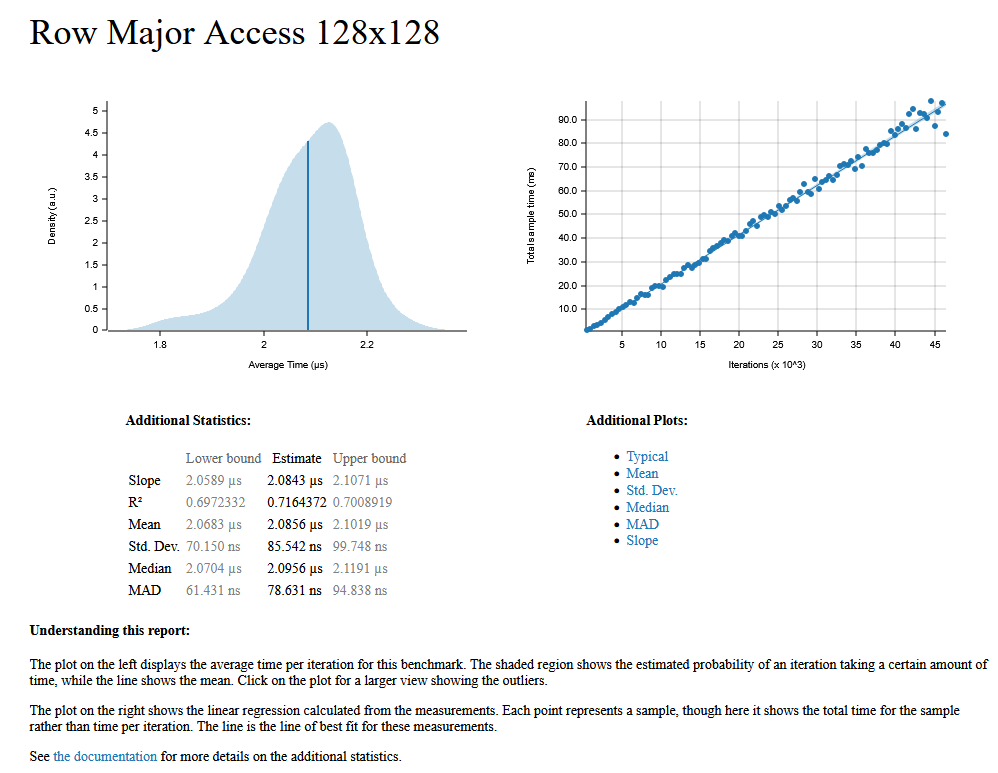 Row Major Access 128x128
Density (a.u.)
5
4.5
4
3.5
3
2.5
2
1.5
1
0.5
0
1.8
2
2.2
Average Time (µs)
Total sample time (ms)
90.0
80.0
70.0
60.0
50.0
40.0
30.0
20.0
10.0
5
10
15
20
25
30
35
40
45
Iterations (x 10^3)
Additional Statistics:
Lower bound Estimate Upper bound
Slope 2.0589 µs 2.0843 µs 2.1071 µs
R² 0.6972332 0.7164372 0.7008919
Mean 2.0683 µs 2.0856 µs 2.1019 µs
Std. Dev. 70.150 ns 85.542 ns 99.748 ns
Median 2.0704 µs 2.0956 µs 2.1191 µs
MAD 61.431 ns 78.631 ns 94.838 ns
Additional Plots:
Typical
Mean
Std. Dev.
Median
MAD
Slope
Understanding this report:
The plot on the left displays the average time per iteration for this benchmark. The shaded region shows the estimated probability of an iteration taking a certain amount of
time, while the line shows the mean. Click on the plot for a larger view showing the outliers.
The plot on the right shows the linear regression calculated from the measurements. Each point represents a sample, though here it shows the total time for the sample
rather than time per iteration. The line is the line of best fit for these measurements.
See the documentation for more details on the additional statistics.